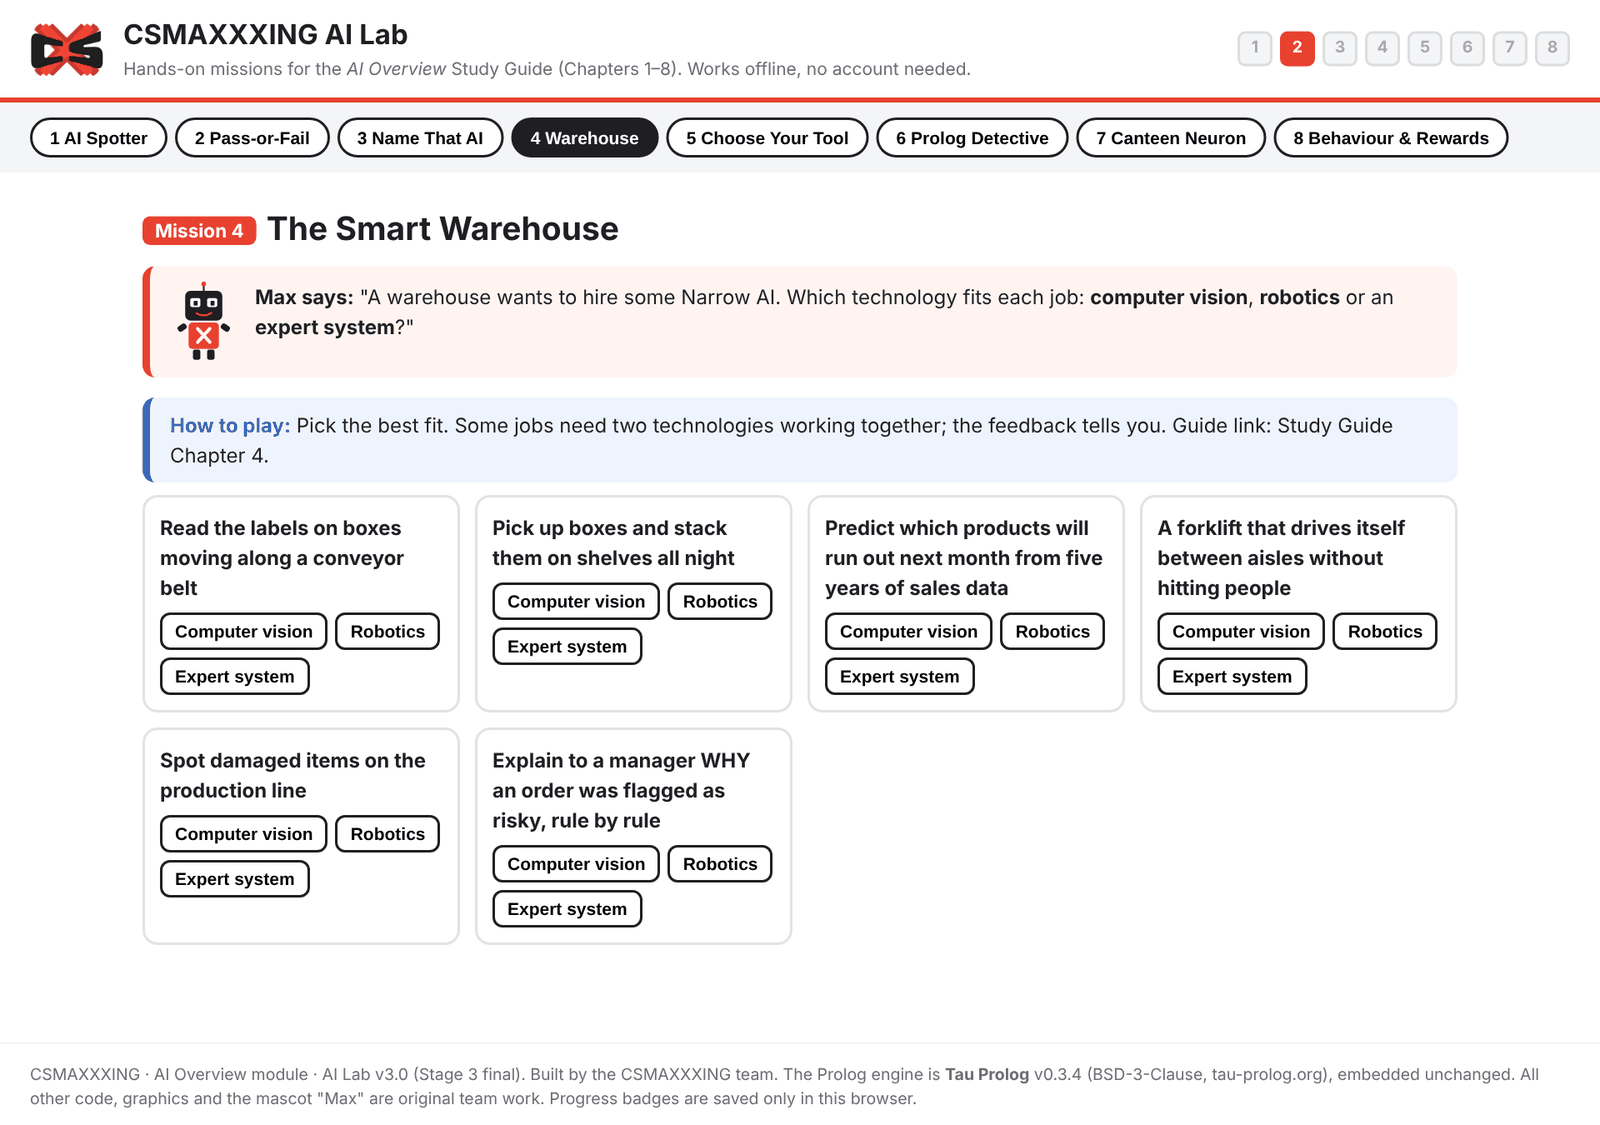 CS
CSMAXXXING AI Lab
Hands-on missions for the AI Overview Study Guide (Chapters 1–8). Works offline, no account needed.
1 2 3 4 5 6 7 8
1 AI Spotter 2 Pass-or-Fail 3 Name That AI 4 Warehouse 5 Choose Your Tool 6 Prolog Detective 7 Canteen Neuron 8 Behaviour & Rewards
Mission 4 The Smart Warehouse
Max says: "A warehouse wants to hire some Narrow AI. Which technology fits each job: computer vision, robotics or an
expert system?"
X
How to play: Pick the best fit. Some jobs need two technologies working together; the feedback tells you. Guide link: Study Guide
Chapter 4.
Read the labels on boxes
moving along a conveyor
belt
Computer vision Robotics
Expert system
Pick up boxes and stack
them on shelves all night
Computer vision Robotics
Expert system
Predict which products will
run out next month from five
years of sales data
Computer vision Robotics
Expert system
A forklift that drives itself
between aisles without
hitting people
Computer vision Robotics
Expert system
Spot damaged items on the
production line
Computer vision Robotics
Expert system
Explain to a manager WHY
an order was flagged as
risky, rule by rule
Computer vision Robotics
Expert system
CSMAXXXING · AI Overview module · AI Lab v3.0 (Stage 3 final). Built by the CSMAXXXING team. The Prolog engine is Tau Prolog v0.3.4 (BSD-3-Clause, tau-prolog.org), embedded unchanged. All
other code, graphics and the mascot "Max" are original team work. Progress badges are saved only in this browser.